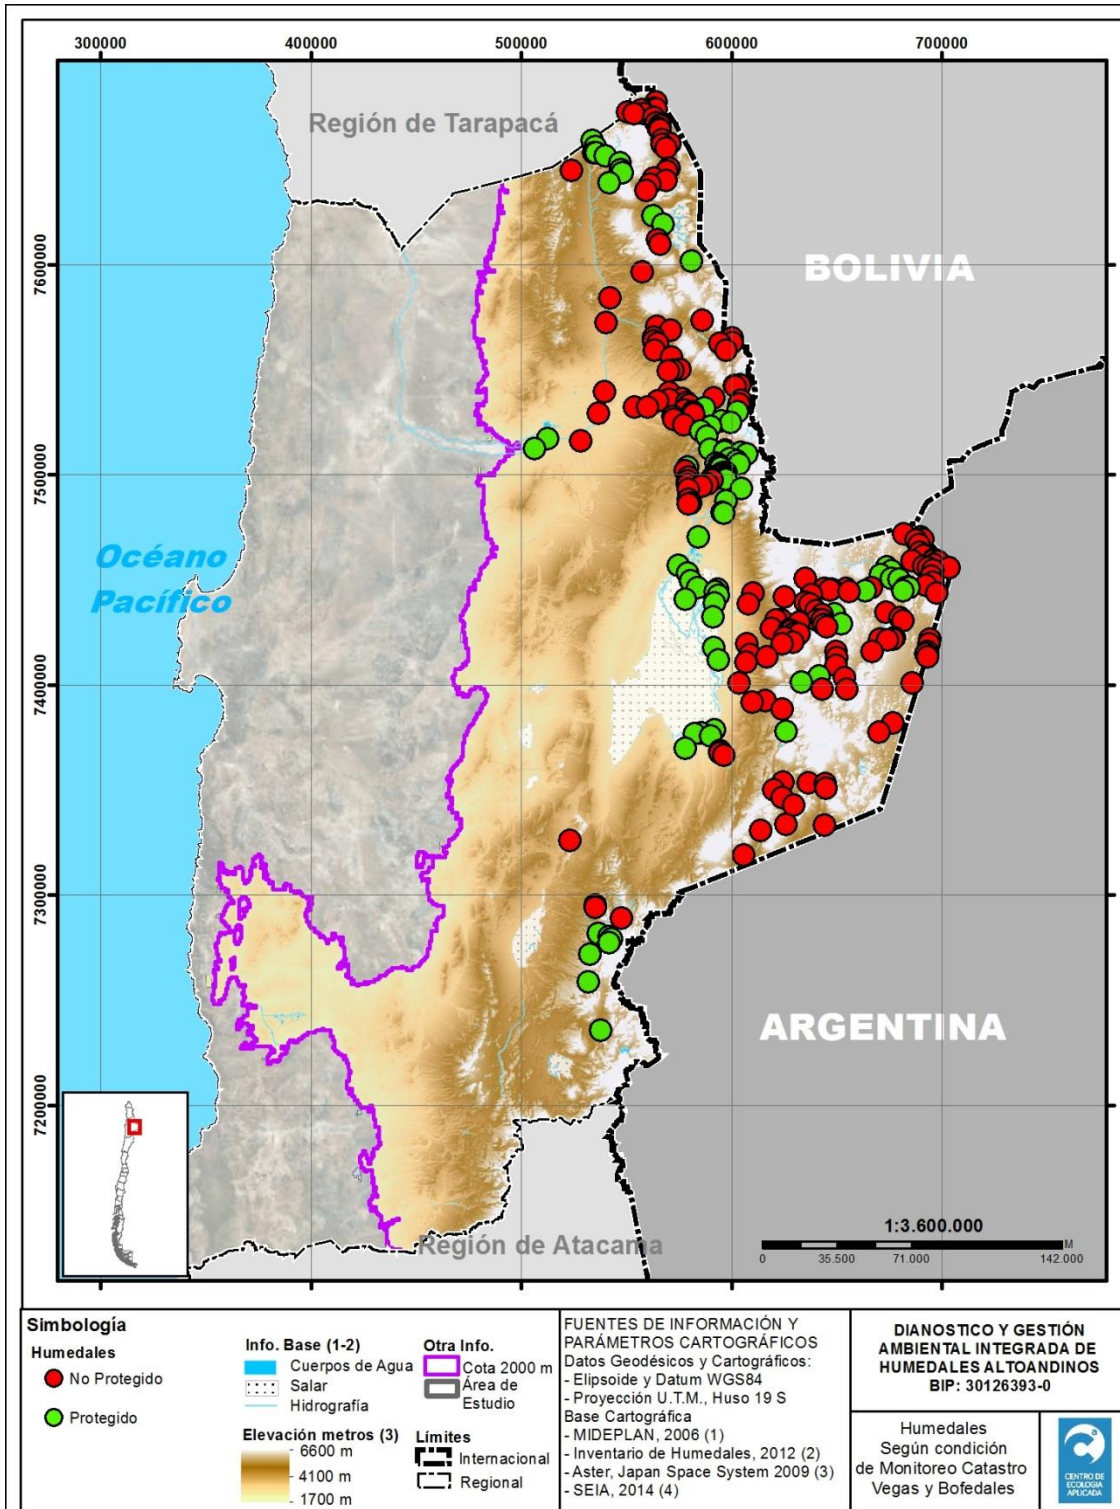 300000 400000 500000 600000 700000
Región de Tarapacá
BOLIVIA
7600000
7500000
Océano
Pacífico
7400000
7300000
ARGENTINA
7200000
1:3.600.000
M
0 35.500 71.000 142.000
Región de Atacama
Simbología
Humedales
No Protegido
Protegido
Info. Base (1-2)
Cuerpos de Agua
Salar
Hidrografía
Elevación metros (3)
6600 m
4100 m
1700 m
Otra Info.
Cota 2000 m
Área de
Estudio
Límites
Internacional
Regional
FUENTES DE INFORMACIÓN Y
PARÁMETROS CARTOGRÁFICOS
Datos Geodésicos y Cartográficos:
- Elipsoide y Datum WGS84
- Proyección U.T.M., Huso 19 S
Base Cartográfica
- MIDEPLAN, 2006 (1)
- Inventario de Humedales, 2012 (2)
- Aster, Japan Space System 2009 (3)
- SEIA, 2014 (4)
DIANOSTICO Y GESTIÓN
AMBIENTAL INTEGRADA DE
HUMEDALES ALTOANDINOS
BIP: 30126393-0
Humedales
Según condición
de Monitoreo Catastro
Vegas y Bofedales
CENTRO DE
ECOLOGÍA
APLICADA